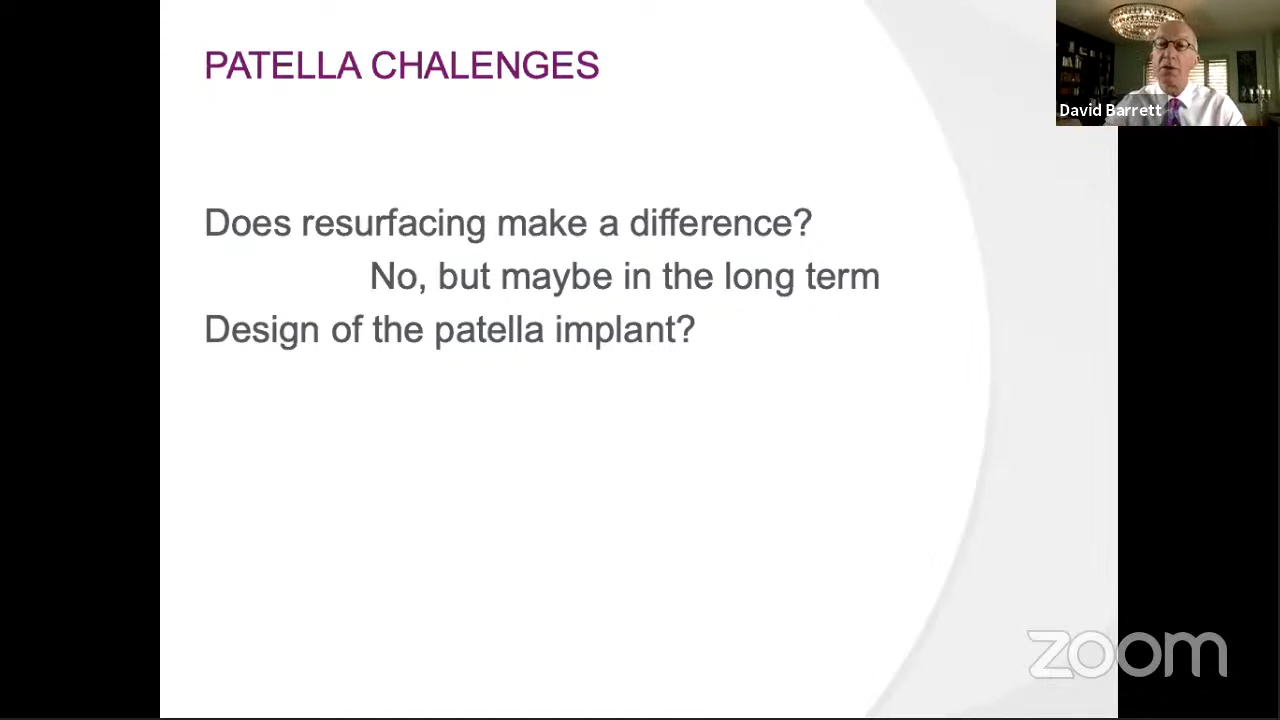 PATELLA CHALENGES
David Barrett
Does resurfacing make a difference?
No, but maybe in the long term
Design of the patella implant?
zoom